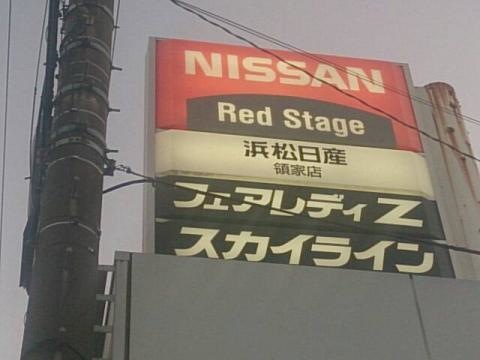 NISSAN
Red Stage
浜松日産
領家店
フェアレディZ
スカイライン